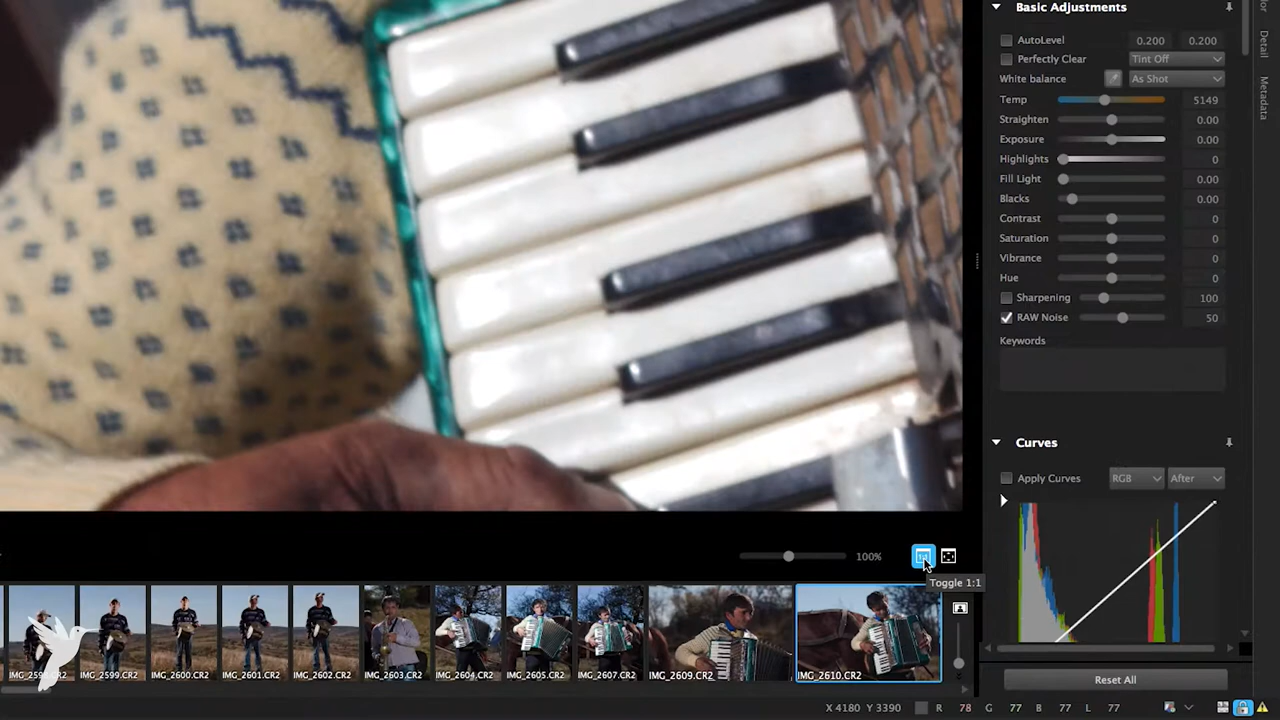 Basic Adjustments
AutoLevel 0.200 0.200
Perfectly Clear Tint Off
White balance As Shot
Temp 5149
Straighten 0.00
Exposure 0.00
Highlights 0
Fill Light 0.00
Blacks 0.00
Contrast 0
Saturation 0
Vibrance 0
Hue 0
Sharpening 100
RAW Noise 50
Keywords
Detail
Metadata
Curves
Apply Curves RGB After
100%
Toggle 1:1
IMG_2599.CR2 IMG_2600.CR2 IMG_2601.CR2 IMG_2602.CR2 IMG_2603.CR2 IMG_2604.CR2 IMG_2605.CR2 IMG_2607.CR2 IMG_2609.CR2 IMG_2610.CR2
Reset All
X 4180 Y 3390 R 78 G 77 B 77 L 77